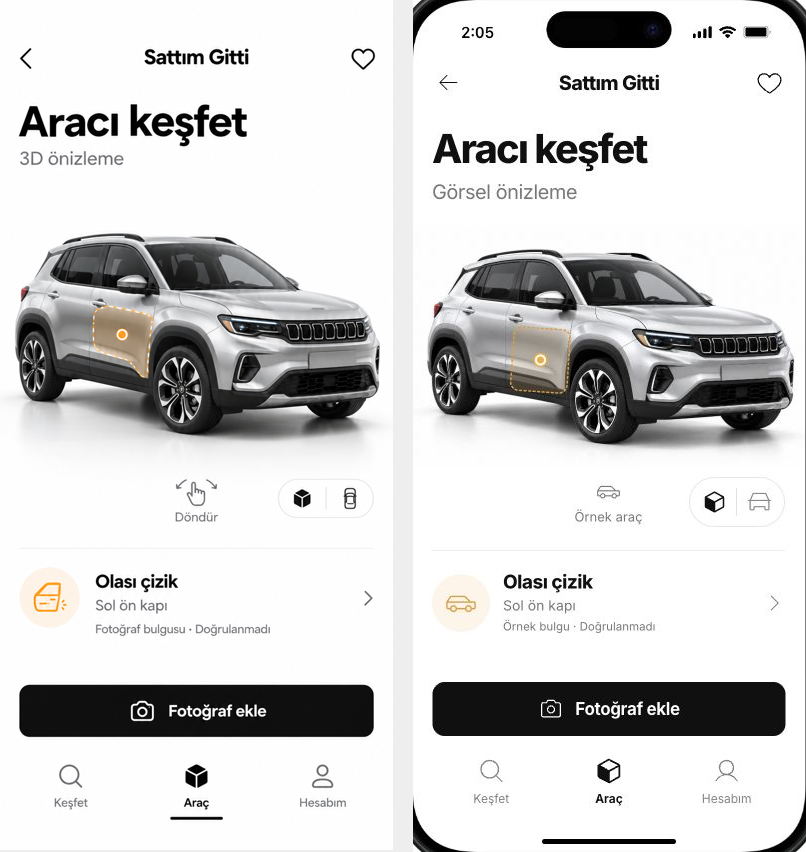 Sattım Gitti
Aracı keşfet
3D önizleme
Döndür
Olası çizik
Sol ön kapı
Fotoğraf bulgusu · Doğrulanmadı
Fotoğraf ekle
Keşfet
Araç
Hesabım
2:05
Sattım Gitti
Aracı keşfet
Görsel önizleme
Örnek araç
Olası çizik
Sol ön kapı
Örnek bulgu · Doğrulanmadı
Fotoğraf ekle
Keşfet
Araç
Hesabım